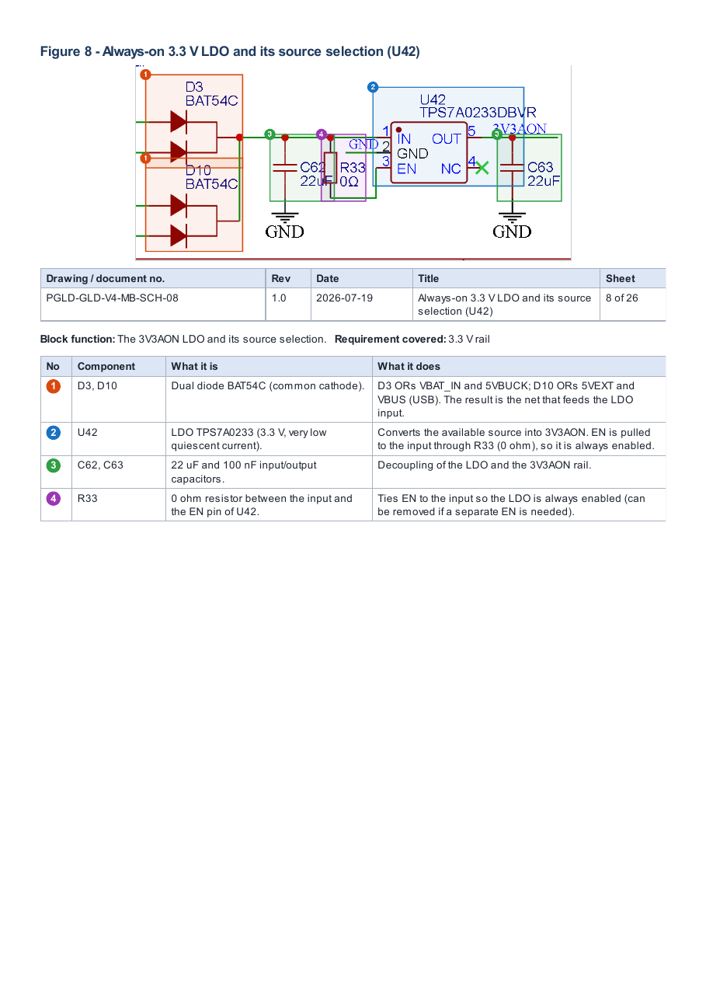 Figure 8 - Always-on 3.3 V LDO and its source selection (U42)
1
D3
BAT54C
2
U42
TPS7A0233DBVR
3V3AON
1
IN
OUT
5
3
4
3
GND
2
GND
3
EN
NC
4
1
D10
BAT54C
C62
22uF
R33
0Ω
C63
22uF
GND
GND
Drawing / document no. Rev Date Title Sheet
PGLD-GLD-V4-MB-SCH-08 1.0 2026-07-19 Always-on 3.3 V LDO and its source 8 of 26
selection (U42)
Block function: The 3V3AON LDO and its source selection. Requirement covered: 3.3 V rail
No Component What it is What it does
1 D3, D10 Dual diode BAT54C (common cathode). D3 ORs VBAT_IN and 5VBUCK; D10 ORs 5VEXT and
VBUS (USB). The result is the net that feeds the LDO
input.
2 U42 LDO TPS7A0233 (3.3 V, very low Converts the available source into 3V3AON. EN is pulled
quiescent current). to the input through R33 (0 ohm), so it is always enabled.
3 C62, C63 22 uF and 100 nF input/output Decoupling of the LDO and the 3V3AON rail.
capacitors.
4 R33 0 ohm resistor between the input and Ties EN to the input so the LDO is always enabled (can
the EN pin of U42. be removed if a separate EN is needed).